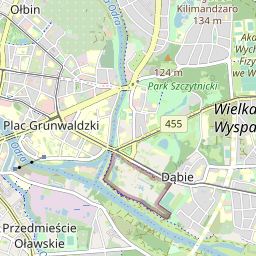 Ołbin
Kilimandżaro
134 m
124 m
Park Szczytnicki
455
Plac Grunwaldzki
Wielka
Wyspa
Dąbie
Przedmieście
Oławskie